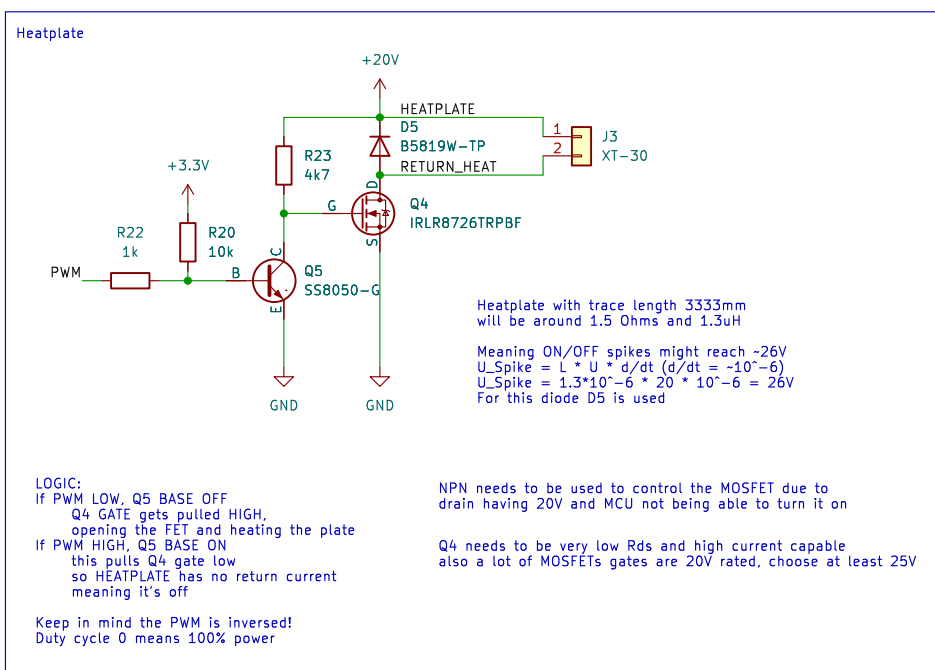 Heatplate
+20V
HEATPLATE
D5
B5819W-TP
RETURN_HEAT
1
2
J3
XT-30
R23
4k7
+3.3V
G
D
S
Q4
IRLR8726TRPBF
R22
1k
R20
10k
PWM
B
C
E
Q5
SS8050-G
GND
GND
Heatplate with trace length 3333mm
will be around 1.5 Ohms and 1.3uH
Meaning ON/OFF spikes might reach ~26V
U_Spike = L * U * d/dt (d/dt = ~10^-6)
U_Spike = 1.3*10^-6 * 20 * 10^-6 = 26V
For this diode D5 is used
LOGIC:
If PWM LOW, Q5 BASE OFF
Q4 GATE gets pulled HIGH,
opening the FET and heating the plate
If PWM HIGH, Q5 BASE ON
this pulls Q4 gate low
so HEATPLATE has no return current
meaning it's off
Keep in mind the PWM is inversed!
Duty cycle 0 means 100% power
NPN needs to be used to control the MOSFET due to
drain having 20V and MCU not being able to turn it on
Q4 needs to be very low Rds and high current capable
also a lot of MOSFETs gates are 20V rated, choose at least 25V